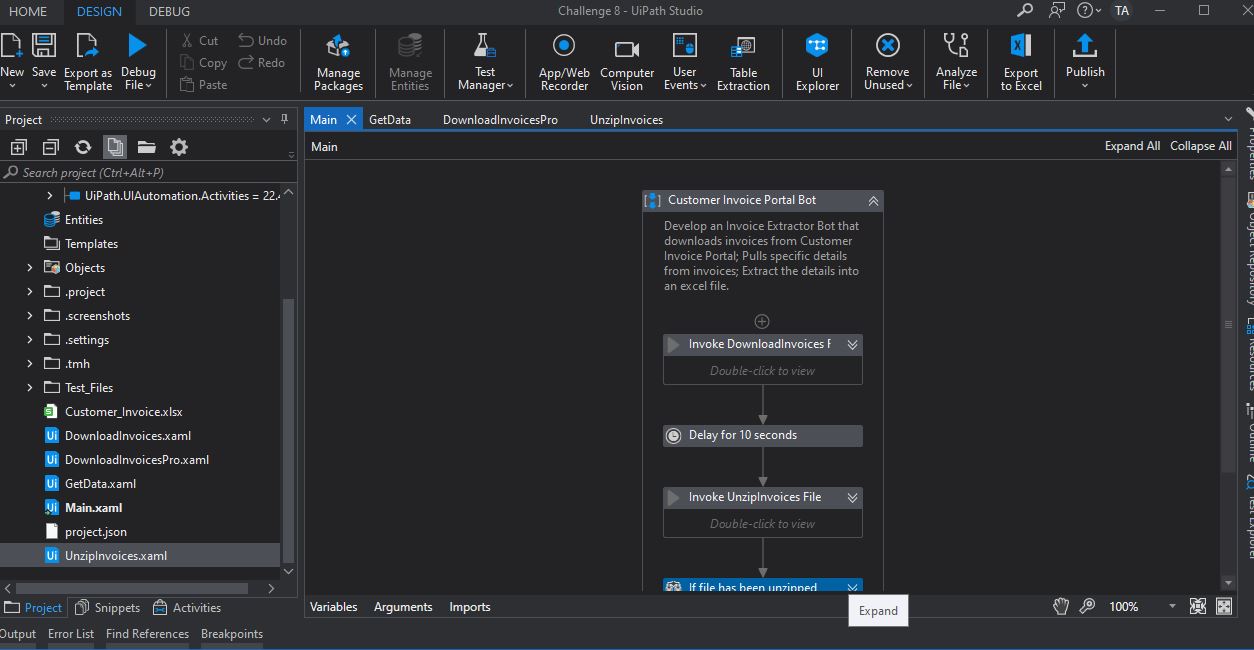 HOME DESIGN DEBUG Challenge 8 - UiPath Studio TA
New
Save
Export as
Template
Debug
File
Cut
Copy
Paste
Undo
Redo
Manage
Packages
Manage
Entities
Test
Manager
App/Web
Recorder
Computer
Vision
User
Events
Table
Extraction
UI
Explorer
Remove
Unused
Analyze
File
Export
to Excel
Publish
Project
Search project (Ctrl+Alt+P)
UiPath.UIAutomation.Activities = 22.4
Entities
Templates
Objects
.project
.screenshots
.settings
.tmh
Test_Files
Customer_Invoice.xlsx
DownloadInvoices.xaml
DownloadInvoicesPro.xaml
GetData.xaml
Main.xaml
project.json
UnzipInvoices.xaml
Project Snippets Activities
Output Error List Find References Breakpoints
Main GetData DownloadInvoicesPro UnzipInvoices
Main Expand All Collapse All
Customer Invoice Portal Bot
Develop an Invoice Extractor Bot that
downloads invoices from Customer
Invoice Portal; Pulls specific details
from invoices; Extract the details into
an excel file.
Invoke DownloadInvoices F
Double-click to view
Delay for 10 seconds
Invoke UnzipInvoices File
Double-click to view
If file has been unzipped
Expand
Variables Arguments Imports 100%
Properties
Object Repository
Resources
Outline
Test Explorer